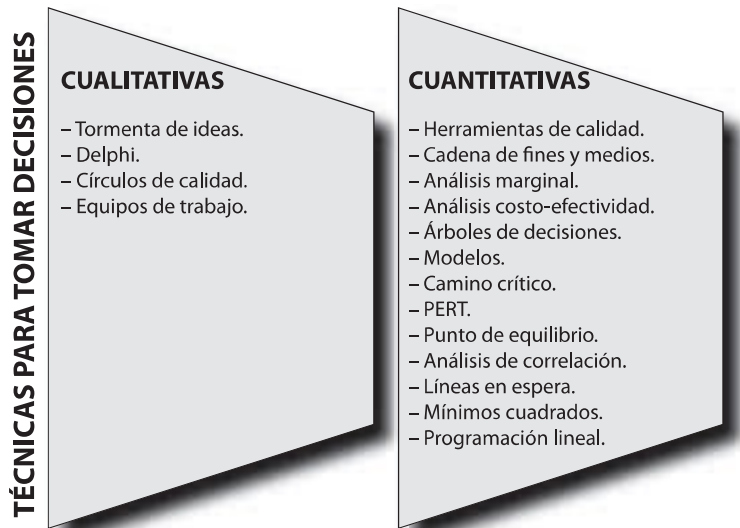 TÉCNICAS PARA TOMAR DECISIONES
CUALITATIVAS
– Tormenta de ideas.
– Delphi.
– Círculos de calidad.
– Equipos de trabajo.
CUANTITATIVAS
– Herramientas de calidad.
– Cadena de fines y medios.
– Análisis marginal.
– Análisis costo-efectividad.
– Árboles de decisiones.
– Modelos.
– Camino crítico.
– PERT.
– Punto de equilibrio.
– Análisis de correlación.
– Líneas en espera.
– Mínimos cuadrados.
– Programación lineal.